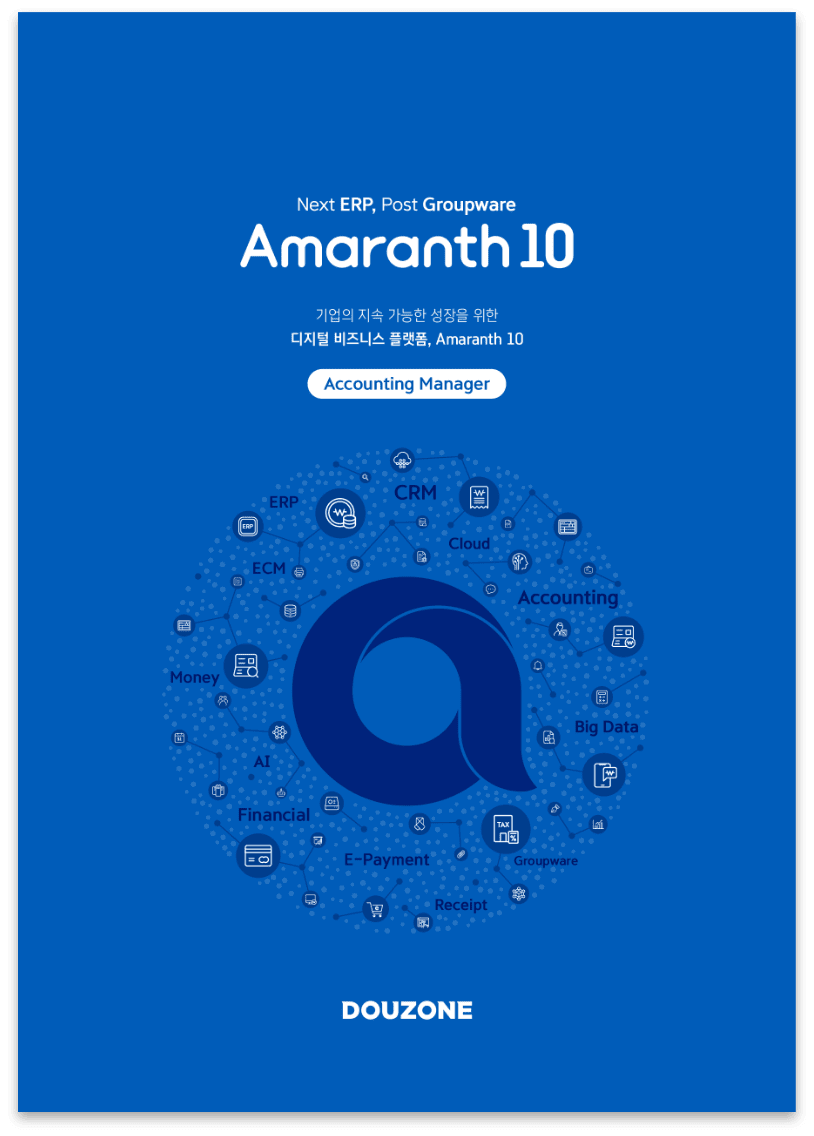 Next ERP, Post Groupware
Amaranth 10
기업의 지속 가능한 성장을 위한
디지털 비즈니스 플랫폼, Amaranth 10
Accounting Manager
CRM
ERP
ERP
Cloud
ECM
Accounting
Money
Big Data
AI
Financial
TAX
E-Payment
Groupware
Receipt
DOUZONE